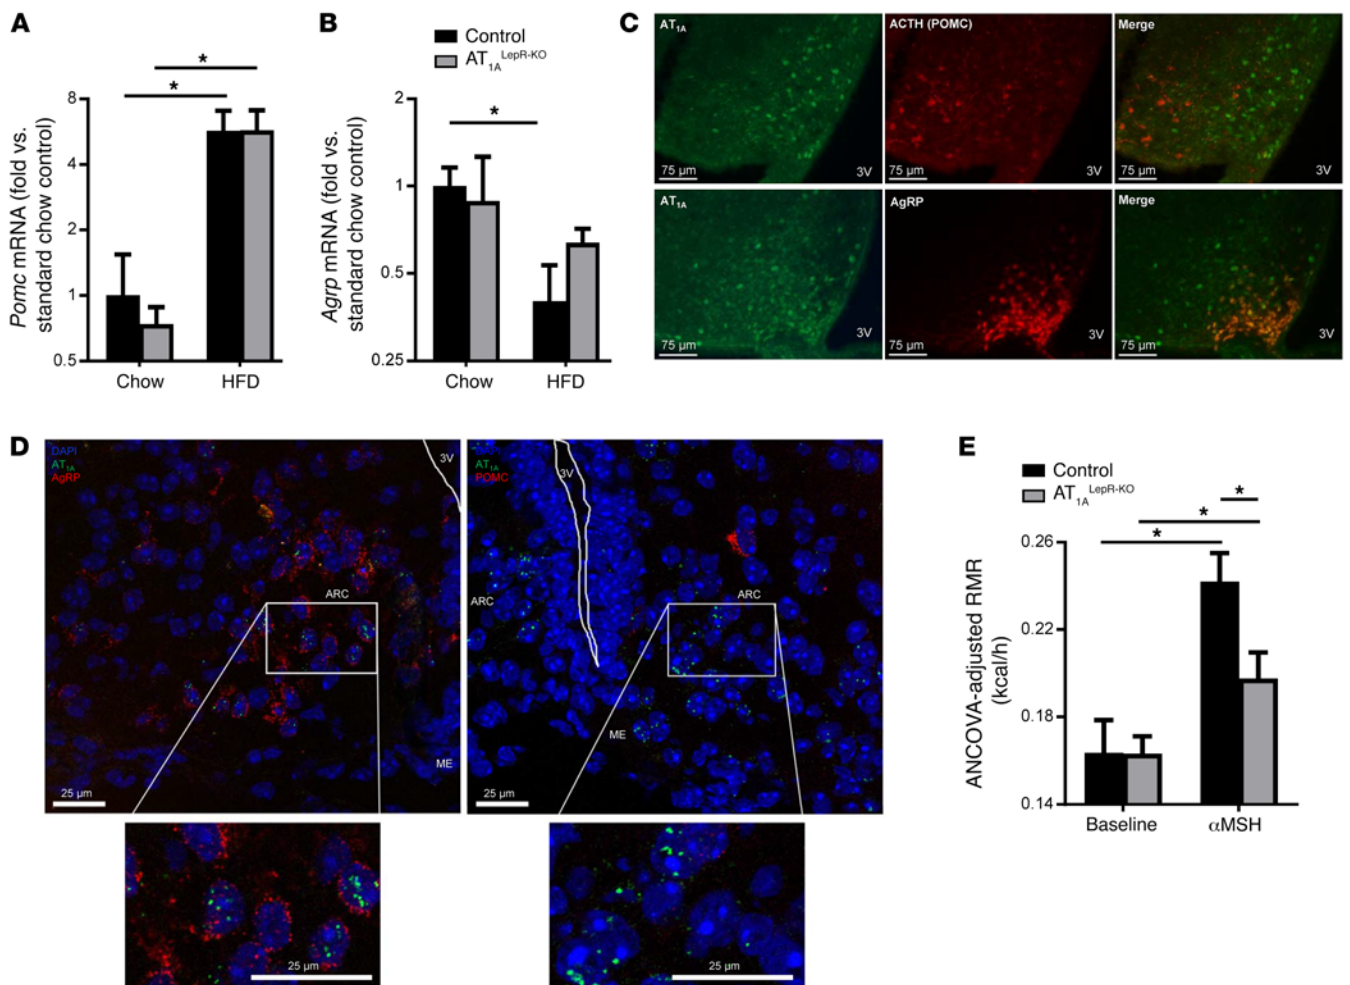 A
*
*
Pomc mRNA (fold vs.
standard chow control)
8
4
2
1
0.5
Chow
HFD
B
Control
AT1A LepR-KO
*
Agrp mRNA (fold vs.
standard chow control)
2
1
0.5
0.25
Chow
HFD
C
AT1A
75 µm
ACTH (POMC)
3V
75 µm
Merge
3V
75 µm
AT1A
3V
75 µm
AgRP
3V
75 µm
Merge
3V
75 µm
D
DAPI
AT1A
AgRP
3V
ARC
ME
25 µm
25 µm
DAPI
AT1A
POMC
3V
ARC
ARC
ME
25 µm
25 µm
E
Control
AT1A LepR-KO
*
*
*
ANCOVA-adjusted RMR
(kcal/h)
0.26
0.22
0.18
0.14
Baseline
αMSH